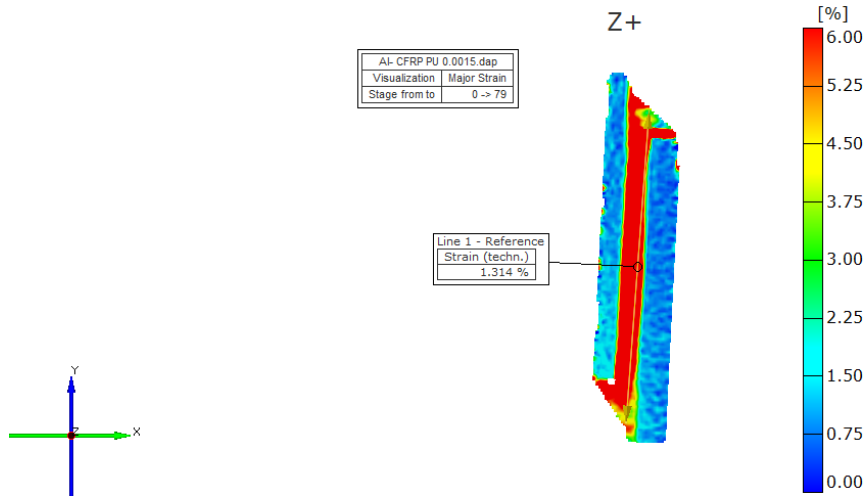 [%]
Z+
6.00
5.25
4.50
3.75
3.00
2.25
1.50
0.75
0.00
Al- CFRP PU 0.0015.dap
Visualization Major Strain
Stage from to 0 -> 79
Line 1 - Reference
Strain (techn.)
1.314 %
Y
Z
X